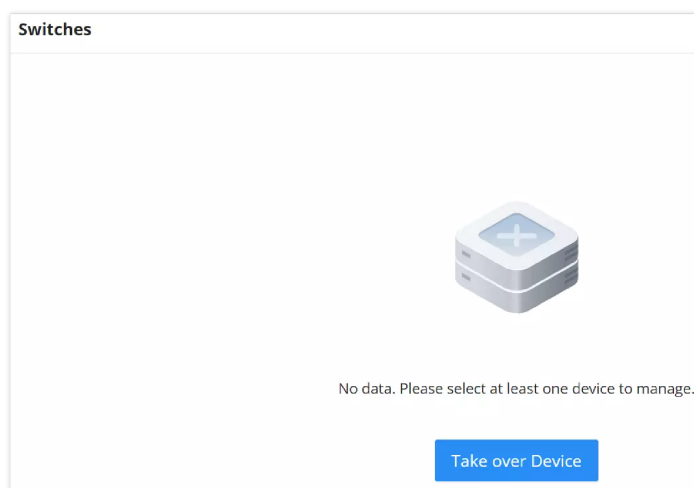 Switches
No data. Please select at least one device to manage.
Take over Device